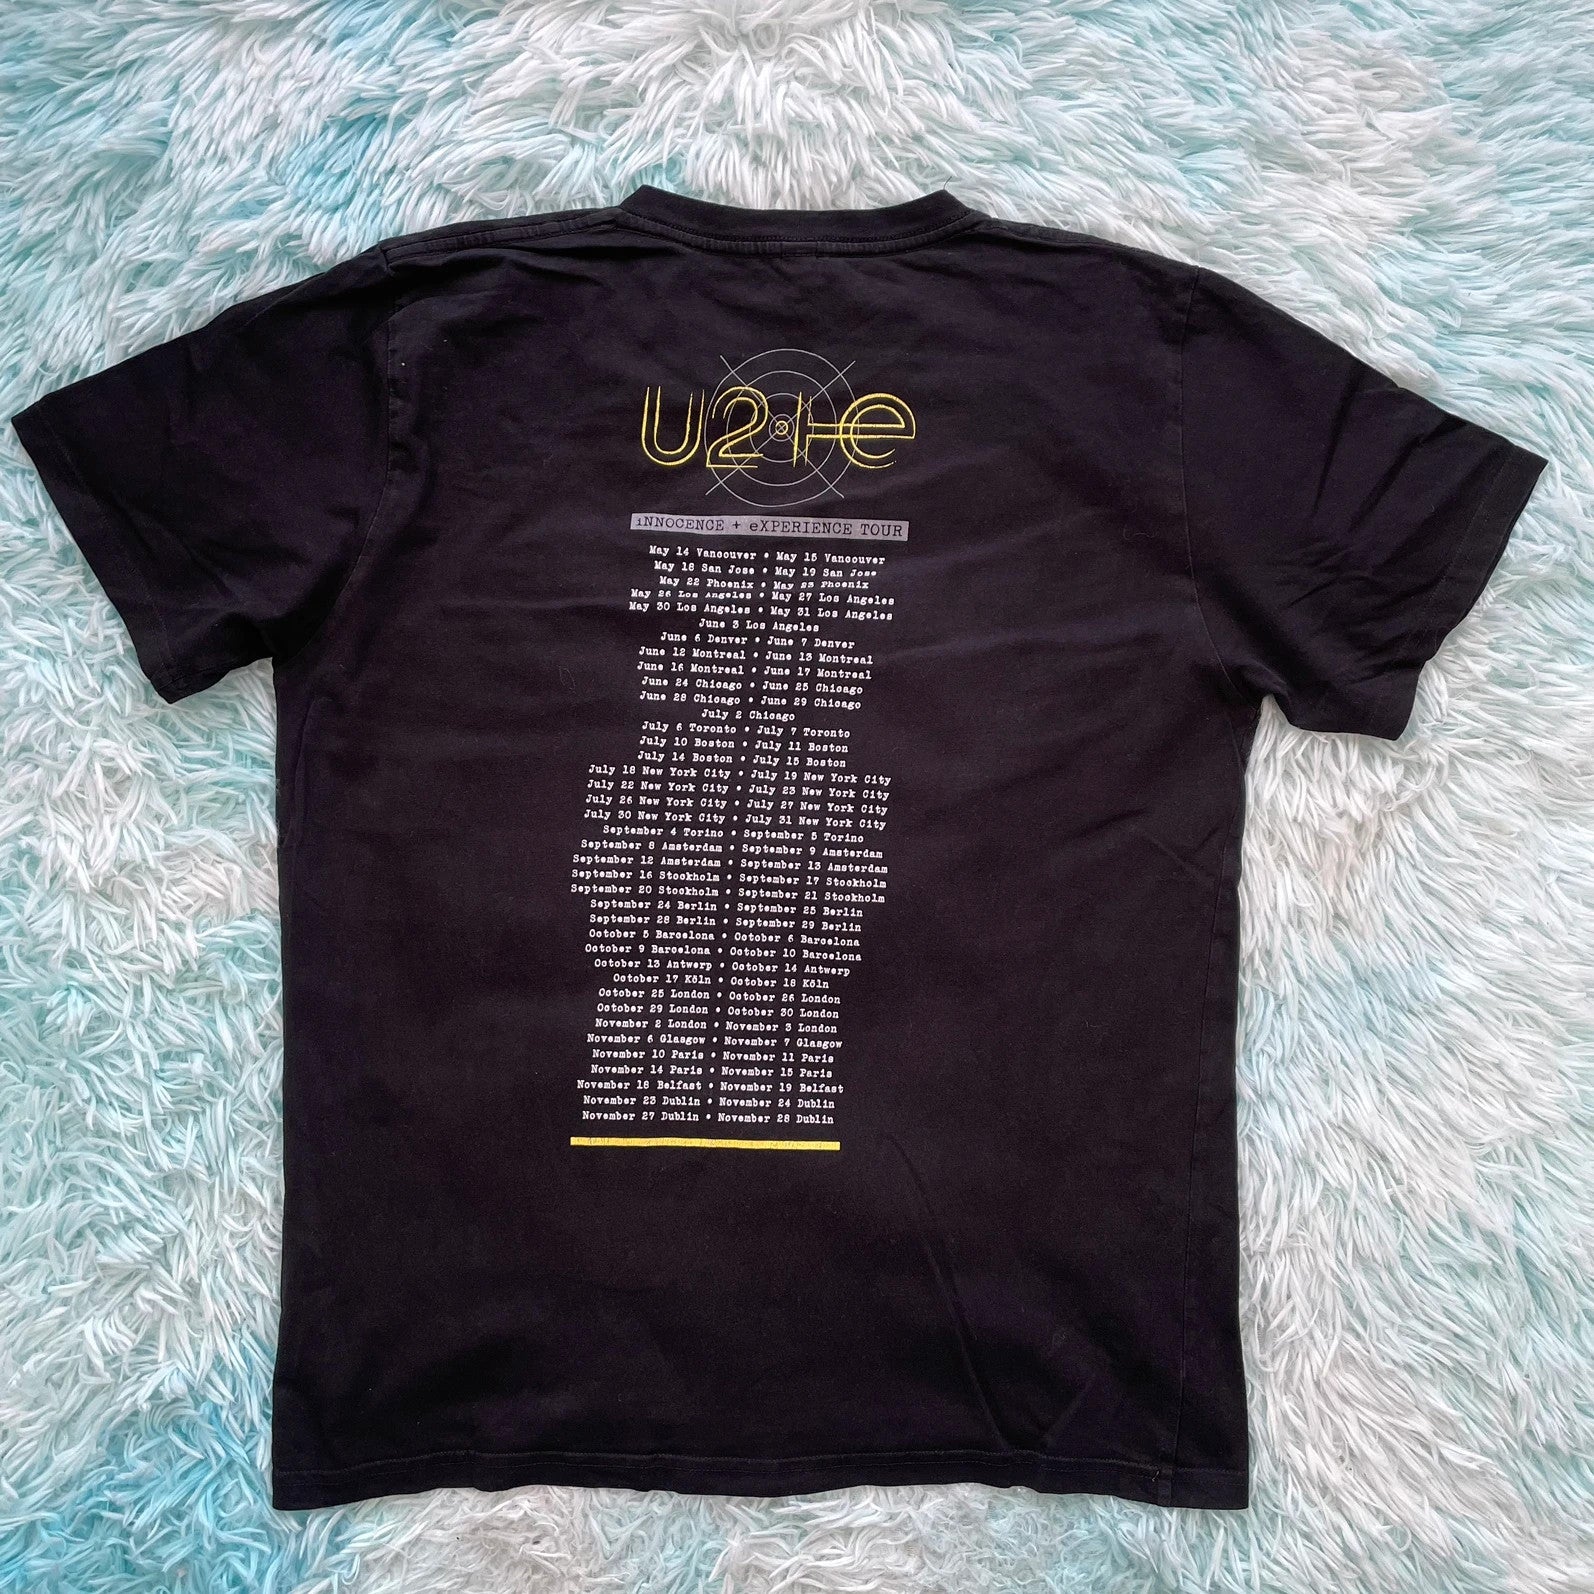 U2 i+e
iNNOCENCE + eXPERIENCE TOUR
May 14 Vancouver • May 15 Vancouver
May 18 San Jose • May 19 San Jose
May 22 Phoenix • May 23 Phoenix
May 26 Los Angeles • May 27 Los Angeles
May 30 Los Angeles • May 31 Los Angeles
June 3 Los Angeles
June 6 Denver • June 7 Denver
June 12 Montreal • June 13 Montreal
June 16 Montreal • June 17 Montreal
June 24 Chicago • June 25 Chicago
June 28 Chicago • June 29 Chicago
July 2 Chicago
July 6 Toronto • July 7 Toronto
July 10 Boston • July 11 Boston
July 14 Boston • July 15 Boston
July 18 New York City • July 19 New York City
July 22 New York City • July 23 New York City
July 26 New York City • July 27 New York City
July 30 New York City • July 31 New York City
September 4 Torino • September 5 Torino
September 8 Amsterdam • September 9 Amsterdam
September 12 Amsterdam • September 13 Amsterdam
September 16 Stockholm • September 17 Stockholm
September 20 Stockholm • September 21 Stockholm
September 24 Berlin • September 25 Berlin
September 28 Berlin • September 29 Berlin
October 5 Barcelona • October 6 Barcelona
October 9 Barcelona • October 10 Barcelona
October 13 Antwerp • October 14 Antwerp
October 17 Köln • October 18 Köln
October 25 London • October 26 London
October 29 London • October 30 London
November 2 London • November 3 London
November 6 Glasgow • November 7 Glasgow
November 10 Paris • November 11 Paris
November 14 Paris • November 15 Paris
November 18 Belfast • November 19 Belfast
November 23 Dublin • November 24 Dublin
November 27 Dublin • November 28 Dublin